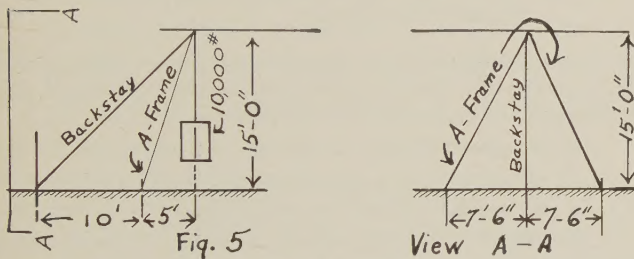 A
Backstay
A-Frame
10,000#
15'-0"
10'
5'
A
Fig. 5
A-Frame
Backstay
15'-0"
7'-6"
7'-6"
View A-A